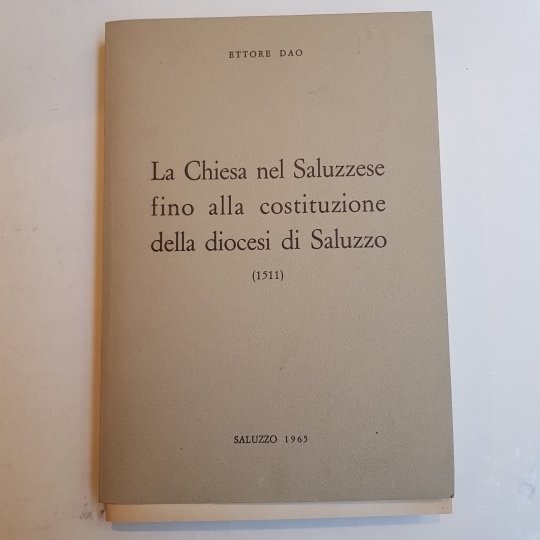 ETTORE DAO
La Chiesa nel Saluzzese
fino alla costituzione
della diocesi di Saluzzo
(1511)
SALUZZO 1965